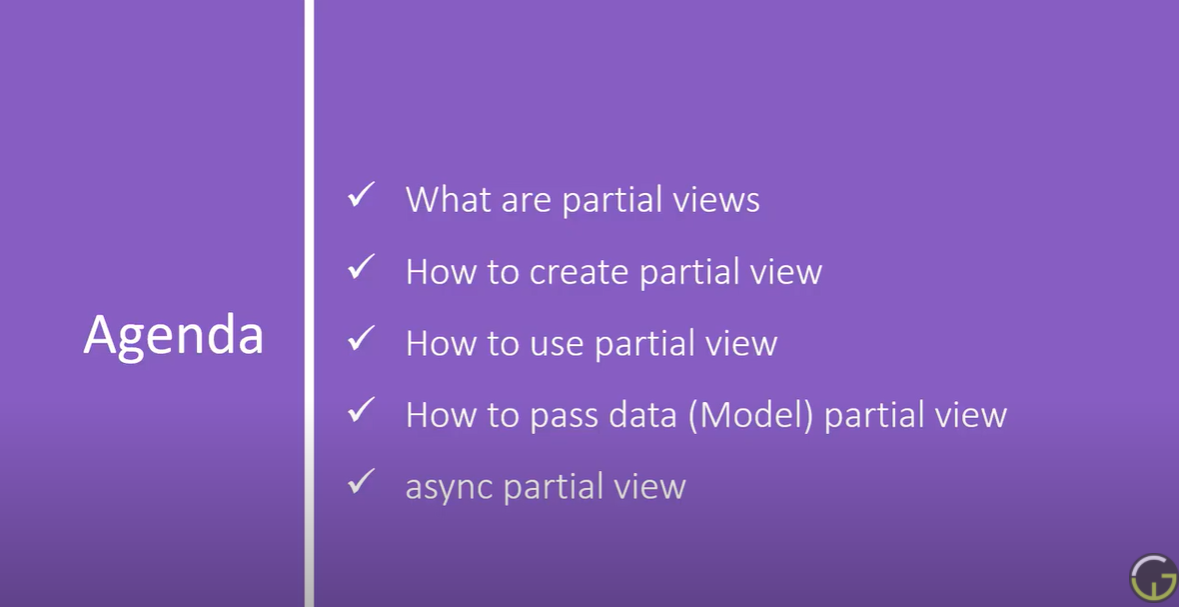 Agenda
What are partial views
How to create partial view
How to use partial view
How to pass data (Model) partial view
async partial view